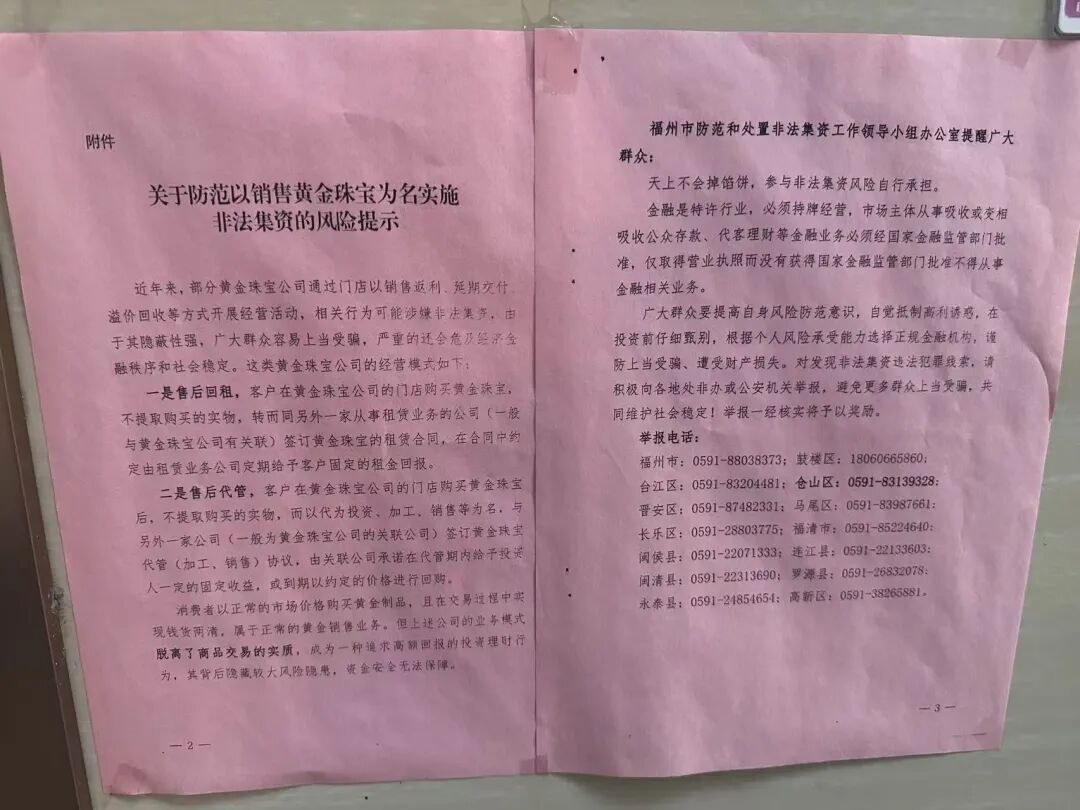 附件
关于防范以销售黄金珠宝为名实施
非法集资的风险提示
近年来，部分黄金珠宝公司通过门店以销售返利、延期交付、
溢价回收等方式开展经营活动，相关行为可能涉嫌非法集资，由
于其隐蔽性强，广大群众容易上当受骗，严重的还会危及经济金
融秩序和社会稳定。这类黄金珠宝公司的经营模式如下：
一是售后回租，客户在黄金珠宝公司的门店购买黄金珠宝，
不提取购买的实物，转而同另外一家从事租赁业务的公司（一般
与黄金珠宝公司有关联）签订黄金珠宝的租赁合同，在合同中约
定由租赁业务公司定期给予客户固定的租金回报。
二是售后代管，客户在黄金珠宝公司的门店购买黄金珠宝
后，不提取购买的实物，而以代为投资、加工、销售等为名，与
另外一家公司（一般为黄金珠宝公司的关联公司）签订黄金珠宝
代管（加工、销售）协议，由关联公司承诺在代管期内给予投资
人一定的固定收益，或到期以约定的价格进行回购。
消费者以正常的市场价格购买黄金制品，且在交易过程中实
现钱货两清，属于正常的黄金销售业务。但上述公司的业务模式
脱离了商品交易的实质，成为一种追求高额回报的投资理财行
为，其背后隐藏较大风险隐患，资金安全无法保障。
— 2 —
福州市防范和处置非法集资工作领导小组办公室提醒广大
群众：
天上不会掉馅饼，参与非法集资风险自行承担。
金融是特许行业，必须持牌经营，市场主体从事吸收或变相
吸收公众存款、代客理财等金融业务必须经国家金融监管部门批
准，仅取得营业执照而没有获得国家金融监管部门批准不得从事
金融相关业务。
广大群众要提高自身风险防范意识，自觉抵制高利诱惑，在
投资前仔细甄别，根据个人风险承受能力选择正规金融机构，谨
防上当受骗、遭受财产损失。对发现非法集资违法犯罪线索，请
积极向各地处非办或公安机关举报，避免更多群众上当受骗，共
同维护社会稳定！举报一经核实将予以奖励。
举报电话：
福州市：0591-88038373；鼓楼区：18060665860；
台江区：0591-83204481；仓山区：0591-83139328；
晋安区：0591-87482331；马尾区：0591-83987661；
长乐区：0591-28803775；福清市：0591-85224640；
闽侯县：0591-22071333；连江县：0591-22133603；
闽清县：0591-22313690；罗源县：0591-26832078；
永泰县：0591-24854654；高新区：0591-38265881。
— 3 —